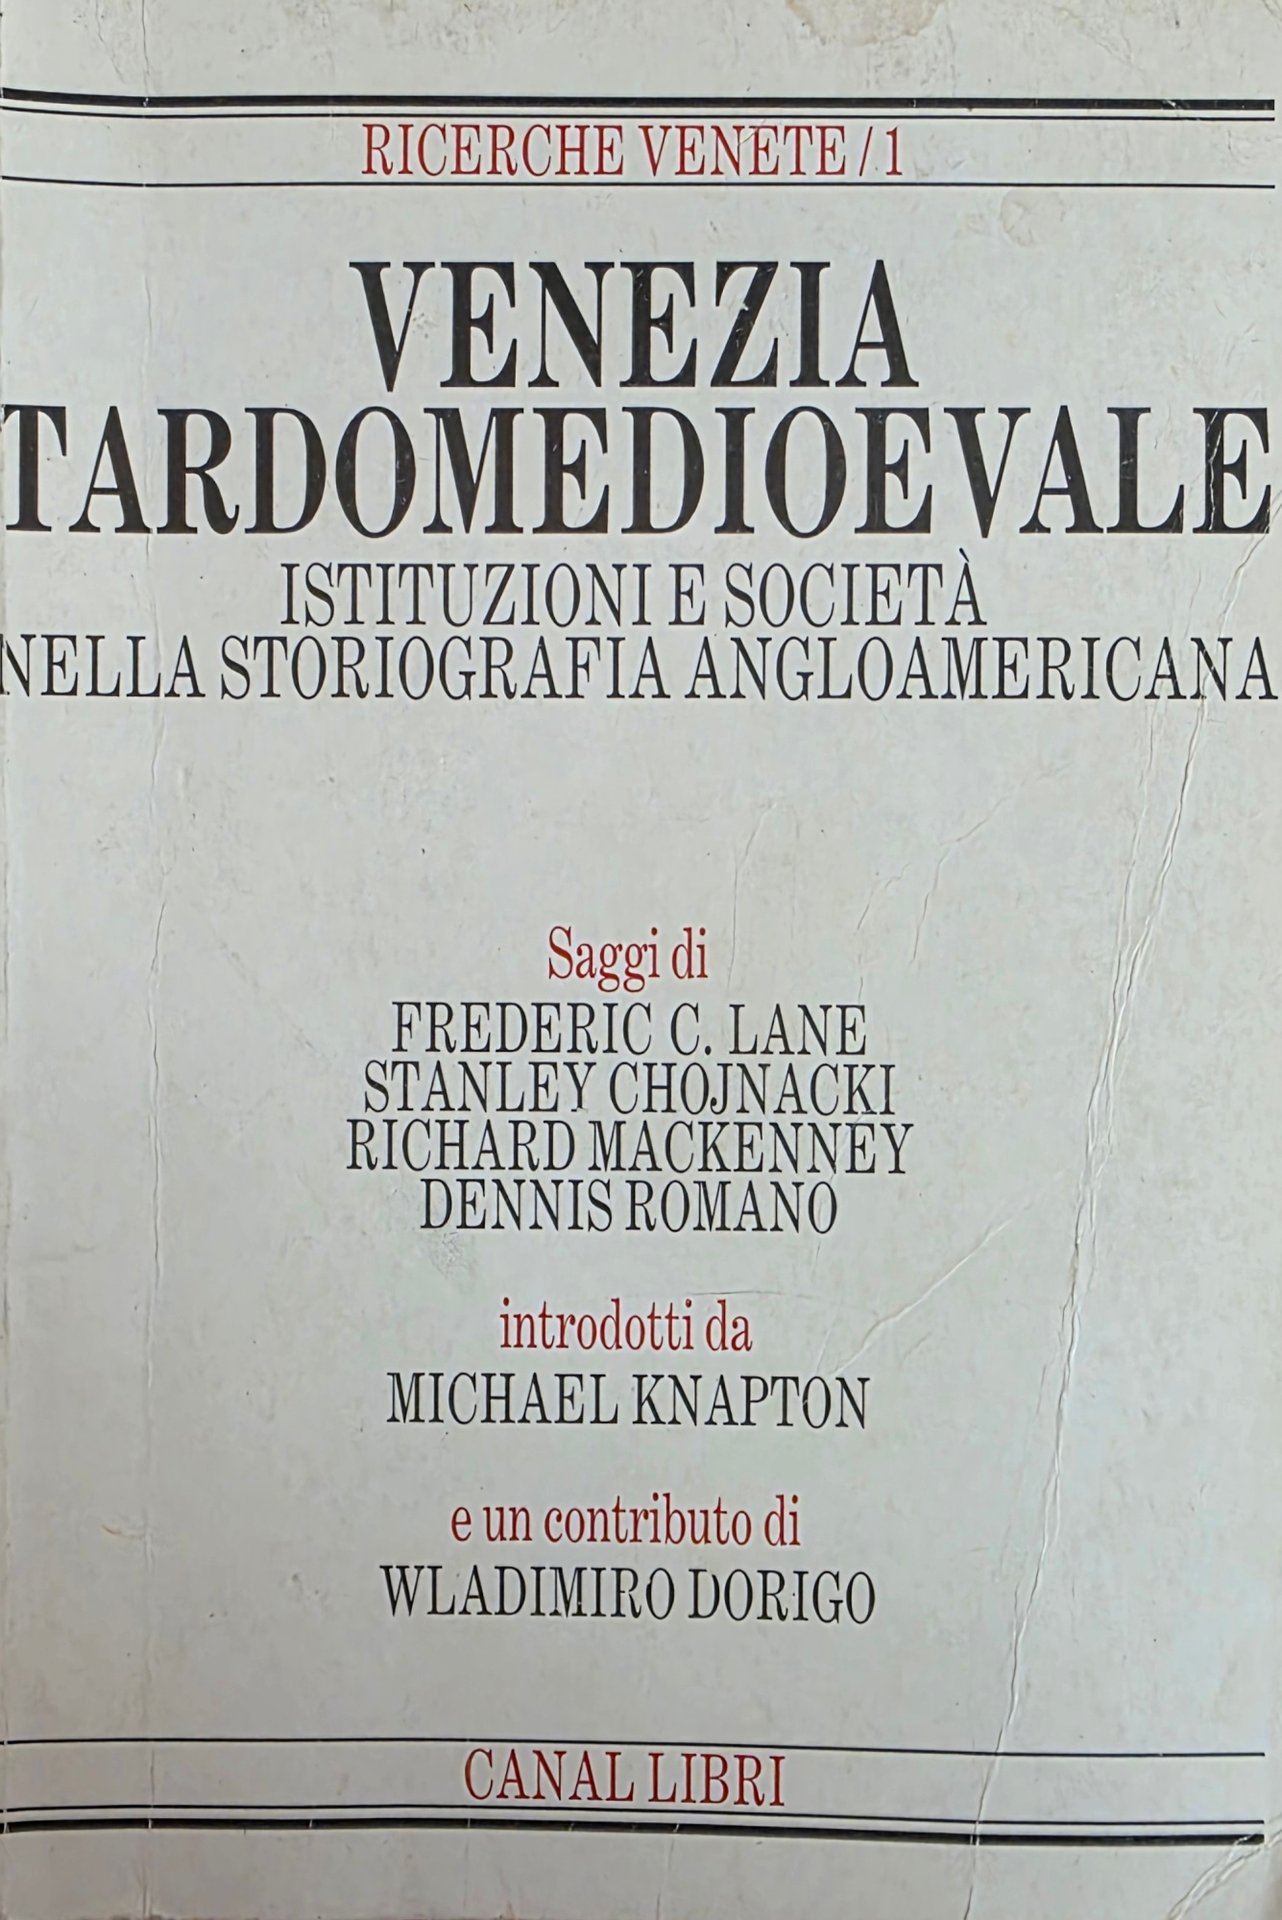 RICERCHE VENETE / 1
VENEZIA
TARDOMEDIOEVALE
ISTITUZIONI E SOCIETÀ
NELLA STORIOGRAFIA ANGLOAMERICANA
Saggi di
FREDERIC C. LANE
STANLEY CHOJNACKI
RICHARD MACKENNEY
DENNIS ROMANO
introdotti da
MICHAEL KNAPTON
e un contributo di
WLADIMIRO DORIGO
CANAL LIBRI